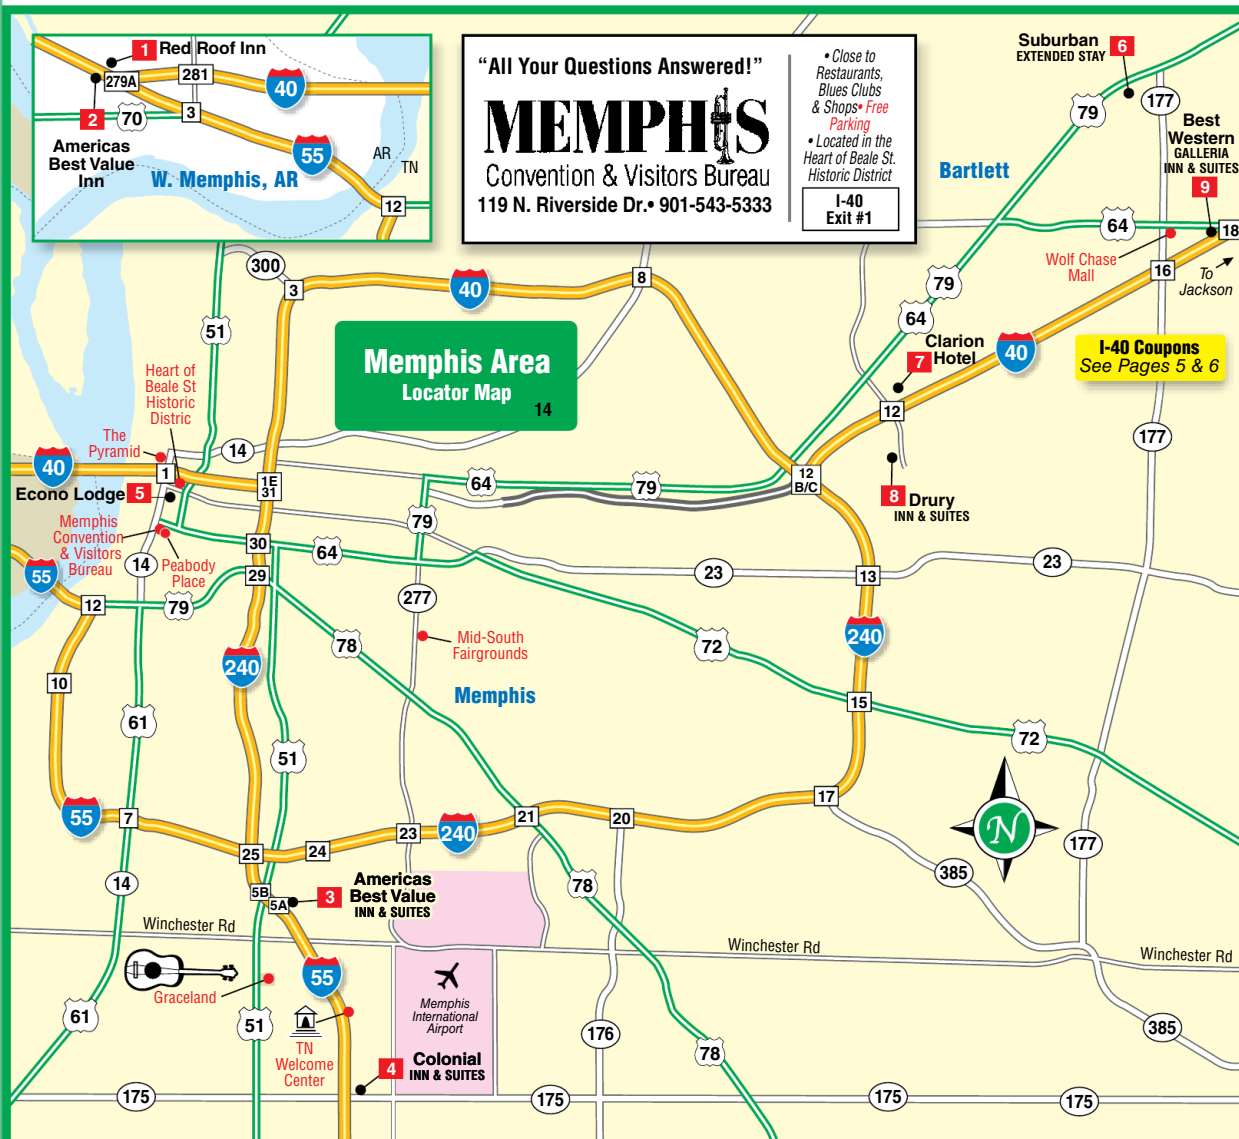 1 Red Roof Inn
279A
281
40
2
70
3
Americas
Best Value
Inn
55
W. Memphis, AR
AR
TN
12
“All Your Questions Answered!”
MEMPHIS
Convention & Visitors Bureau
119 N. Riverside Dr.• 901-543-5333
• Close to
Restaurants,
Blues Clubs
& Shops• Free
Parking
• Located in the
Heart of Beale St.
Historic District
I-40
Exit #1
Suburban 6
EXTENDED STAY
79
177
Best
Western
GALLERIA
INN & SUITES
9
Bartlett
64
18
Wolf Chase
Mall
16
To
Jackson
300
3
40
8
79
64
51
Memphis Area
Locator Map
14
Clarion
7 Hotel
40
I-40 Coupons
See Pages 5 & 6
12
Heart of
Beale St
Historic
Distric
The
Pyramid
14
177
40
1
1E
31
64
79
12
B/C
Econo Lodge 5
8 Drury
INN & SUITES
Memphis
Convention
& Visitors
Bureau
79
30
64
14
Peabody
Place
55
29
23
13
23
12
79
277
78
Mid-South
Fairgrounds
72
240
240
10
Memphis
15
61
72
51
55
7
23
240
21
20
17
25
24
N
177
385
14
5B
5A
3
Americas
Best Value
INN & SUITES
78
Winchester Rd
Winchester Rd
Winchester Rd
55
Graceland
Memphis
International
Airport
61
51
TN
Welcome
Center
176
385
78
4 Colonial
INN & SUITES
175
175
175
175